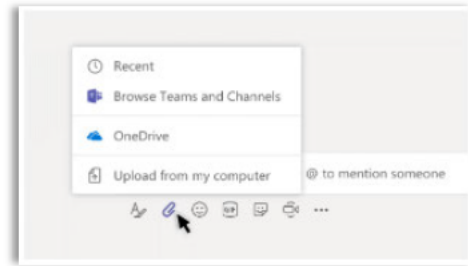 Recent
Browse Teams and Channels
OneDrive
Upload from my computer
@ to mention someone